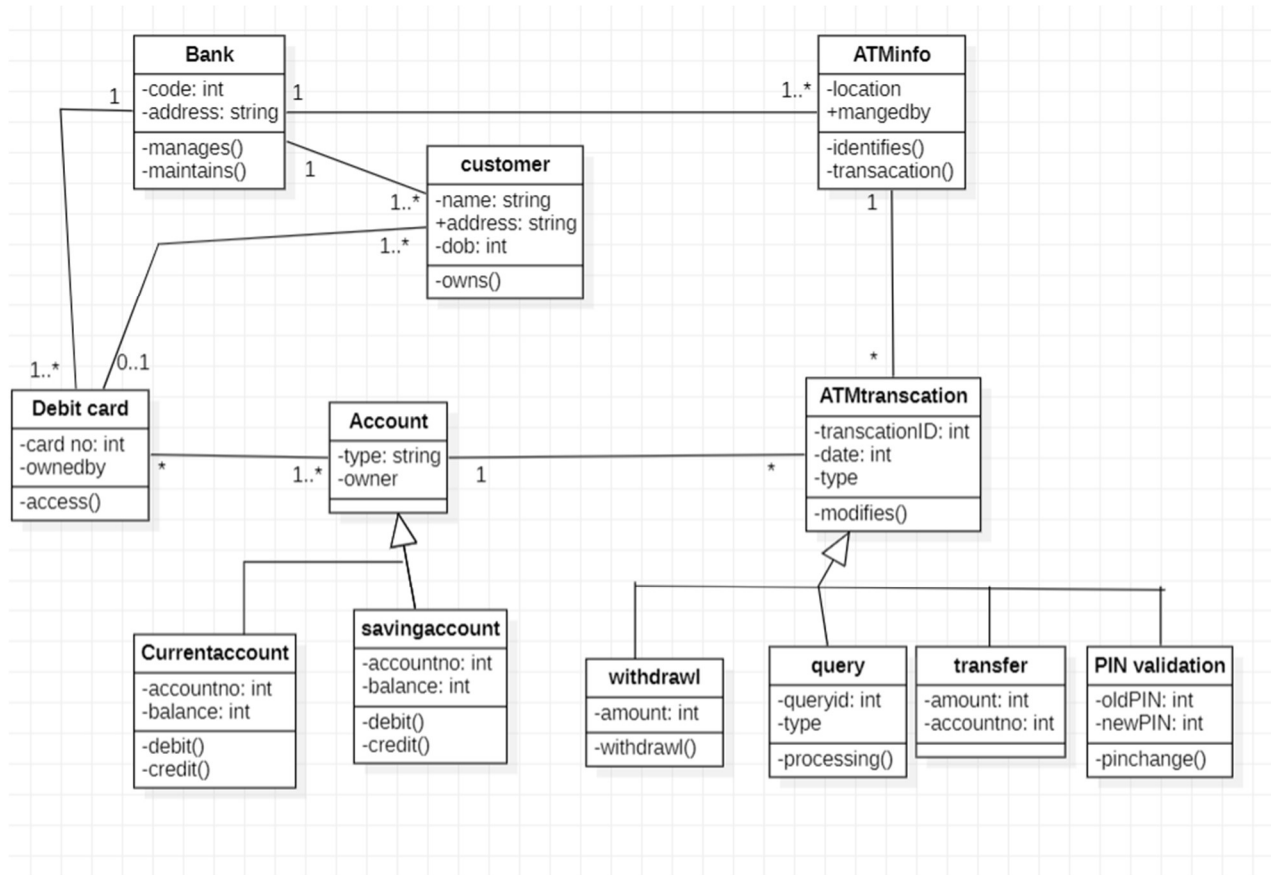 Bank
-code: int
-address: string
-manages()
-maintains()
1
1
1..*
ATMinfo
-location
+mangedby
-identifies()
-transacation()
1
1..*
customer
-name: string
+address: string
-dob: int
-owns()
1..*
1
*
1..*
0..1
Debit card
-card no: int
-ownedby
-access()
*
1..*
Account
-type: string
-owner
1
*
ATMtranscation
-transcationID: int
-date: int
-type
-modifies()
Currentaccount
-accountno: int
-balance: int
-debit()
-credit()
savingaccount
-accountno: int
-balance: int
-debit()
-credit()
withdrawl
-amount: int
-withdrawl()
query
-queryid: int
-type
-processing()
transfer
-amount: int
-accountno: int
PIN validation
-oldPIN: int
-newPIN: int
-pinchange()